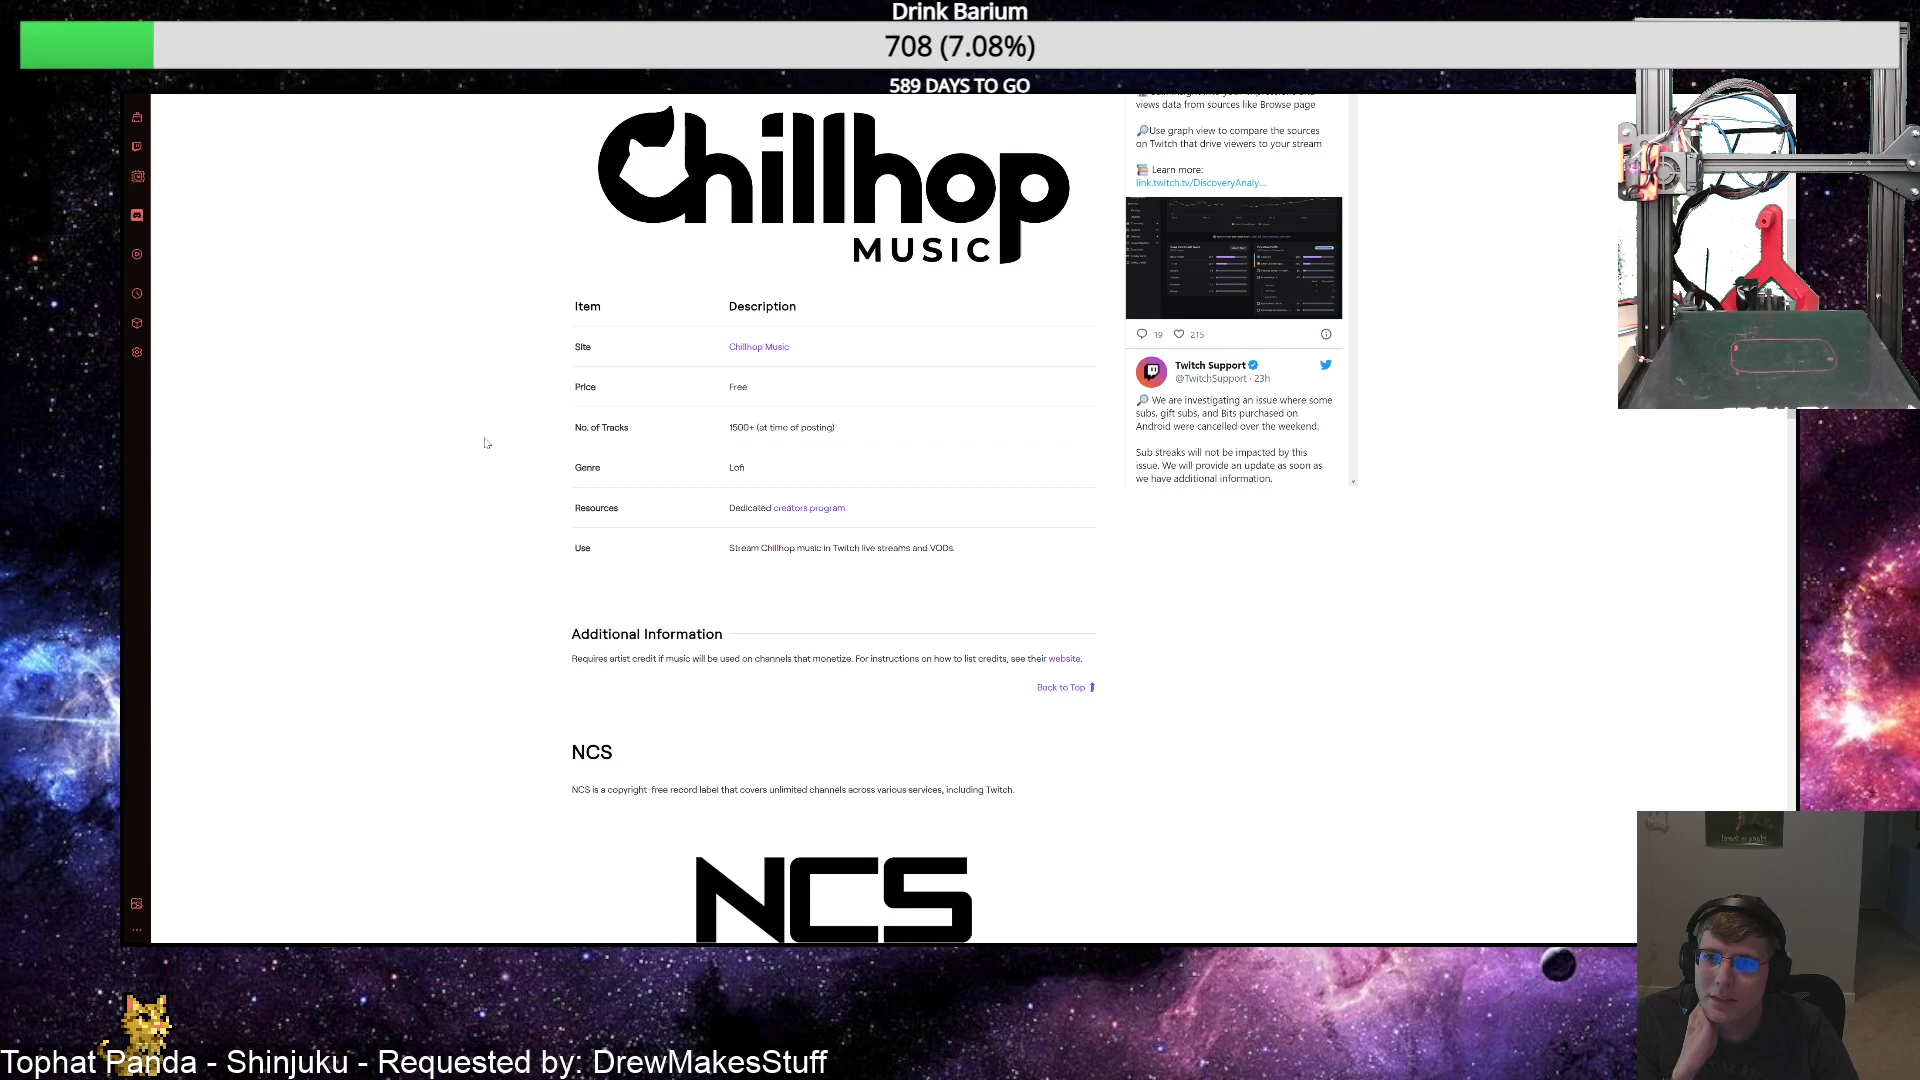 Drink Barium
708 (7.08%)
589 DAYS TO GO
Chillhop
MUSIC
Item Description
Site Chillhop Music
Price Free
No. of Tracks 1500+ (at time of posting)
Genre Lofi
Resources Dedicated creators program
Use Stream Chillhop music in Twitch live streams and VODs.
Additional Information
Requires artist credit if music will be used on channels that monetize. For instructions on how to list credits, see their website.
Back to Top
NCS
NCS is a copyright-free record label that covers unlimited channels across various services, including Twitch.
NCS
views data from sources like Browse page
🔎Use graph view to compare the sources
on Twitch that drive viewers to your stream
Learn more:
link.twitch.tv/DiscoveryAnaly...
19 215
Twitch Support
@TwitchSupport · 23h
🔎 We are investigating an issue where some
subs, gift subs, and Bits purchased on
Android were cancelled over the weekend.
Sub streaks will not be impacted by this
issue. We will provide an update as soon as
we have additional information.
Tophat Panda - Shinjuku - Requested by: DrewMakesStuff